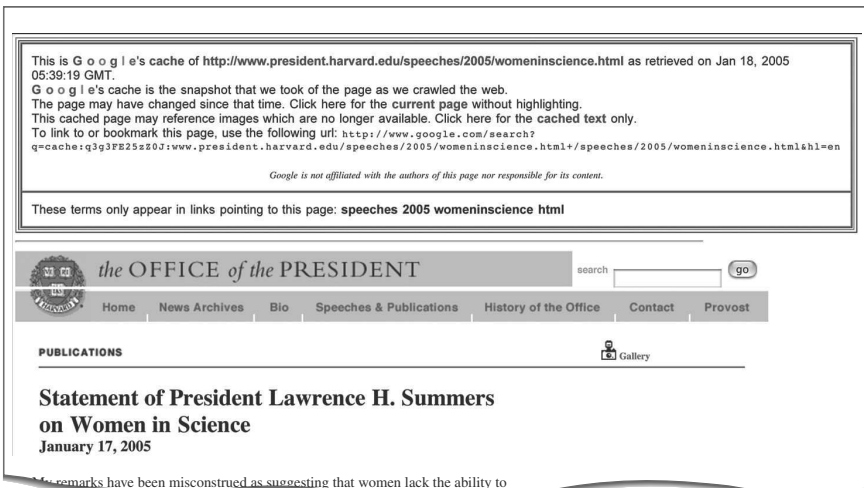 This is Google's cache of http://www.president.harvard.edu/speeches/2005/womeninscience.html as retrieved on Jan 18, 2005
05:39:19 GMT.
Google's cache is the snapshot that we took of the page as we crawled the web.
The page may have changed since that time. Click here for the current page without highlighting.
This cached page may reference images which are no longer available. Click here for the cached text only.
To link to or bookmark this page, use the following url: http://www.google.com/search?
q=cache:q3g3FE25zZ0J:www.president.harvard.edu/speeches/2005/womeninscience.html+/speeches/2005/womeninscience.html&hl=en
Google is not affiliated with the authors of this page nor responsible for its content.
These terms only appear in links pointing to this page: speeches 2005 womeninscience html
the OFFICE of the PRESIDENT
search go
HARVARD
Home News Archives Bio Speeches & Publications History of the Office Contact Provost
PUBLICATIONS
Gallery
Statement of President Lawrence H. Summers
on Women in Science
January 17, 2005
My remarks have been misconstrued as suggesting that women lack the ability to